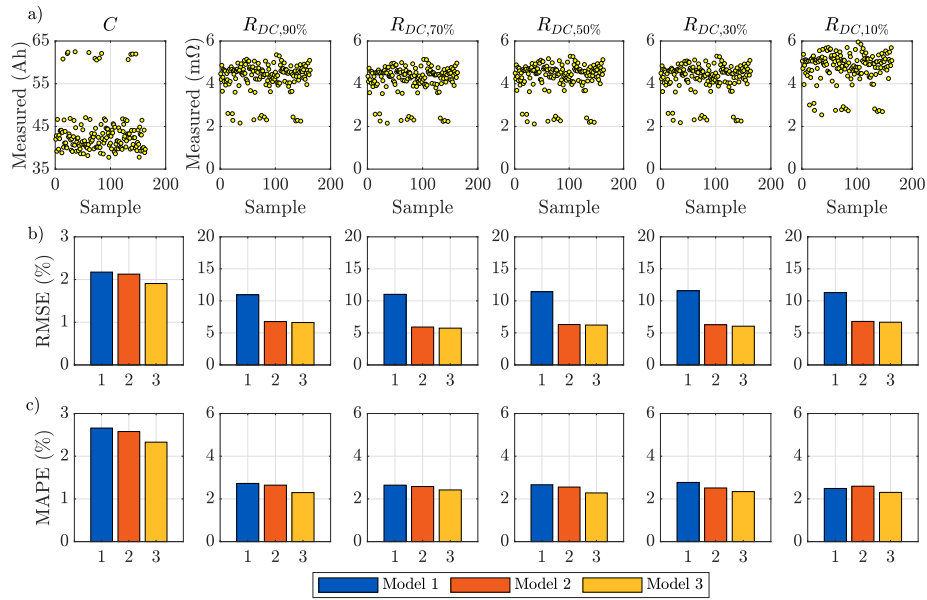 a)
C
R_{DC,90%}
R_{DC,70%}
R_{DC,50%}
R_{DC,30%}
R_{DC,10%}
Measured (Ah)
65
55
45
35
0 100 200
Sample
Measured (mΩ)
6
4
2
0
0 100 200
Sample
6
4
2
0
0 100 200
Sample
6
4
2
0
0 100 200
Sample
6
4
2
0
0 100 200
Sample
6
4
2
0
0 100 200
Sample
b)
RMSE (%)
3
2
1
0
1 2 3
20
15
10
5
0
1 2 3
20
15
10
5
0
1 2 3
20
15
10
5
0
1 2 3
20
15
10
5
0
1 2 3
20
15
10
5
0
1 2 3
c)
MAPE (%)
3
2
1
0
1 2 3
6
4
2
0
1 2 3
6
4
2
0
1 2 3
6
4
2
0
1 2 3
6
4
2
0
1 2 3
6
4
2
0
1 2 3
Model 1 Model 2 Model 3